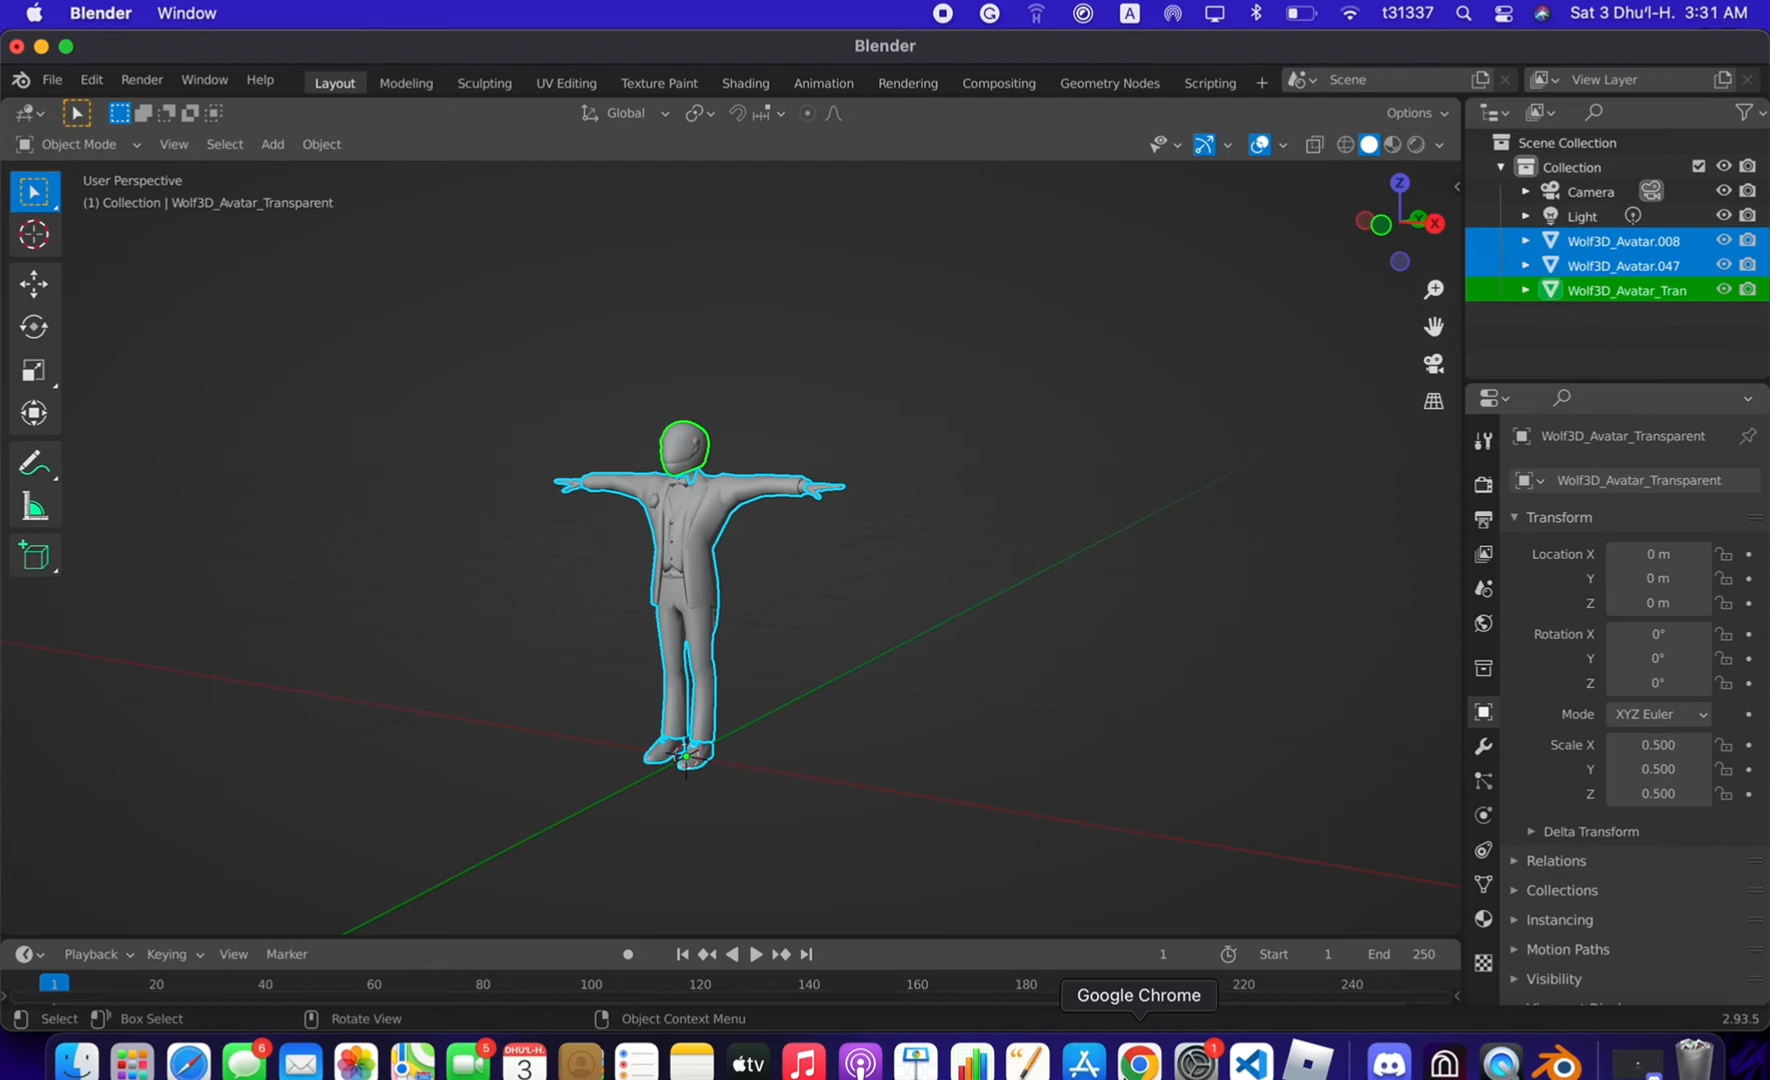 Blender Window A t31337 Sat 3 Dhu'l-H. 3:31 AM
Blender
File Edit Render Window Help Layout Modeling Sculpting UV Editing Texture Paint Shading Animation Rendering Compositing Geometry Nodes Scripting + Scene View Layer
Global Options
Object Mode View Select Add Object
Scene Collection
Collection
Camera
Light
Wolf3D_Avatar.008
Wolf3D_Avatar.047
Wolf3D_Avatar_Tran
User Perspective
(1) Collection | Wolf3D_Avatar_Transparent
Z
Y
X
Wolf3D_Avatar_Transparent
Wolf3D_Avatar_Transparent
Transform
Location X 0 m
Y 0 m
Z 0 m
Rotation X 0°
Y 0°
Z 0°
Mode XYZ Euler
Scale X 0.500
Y 0.500
Z 0.500
Delta Transform
Relations
Collections
Instancing
Motion Paths
Visibility
Playback Keying View Marker 1 Start 1 End 250
1 20 40 60 80 100 120 140 160 180 220 240
Google Chrome
Select Box Select Rotate View Object Context Menu 2.93.5
6 5 DHU'L-H. 3 tv 1